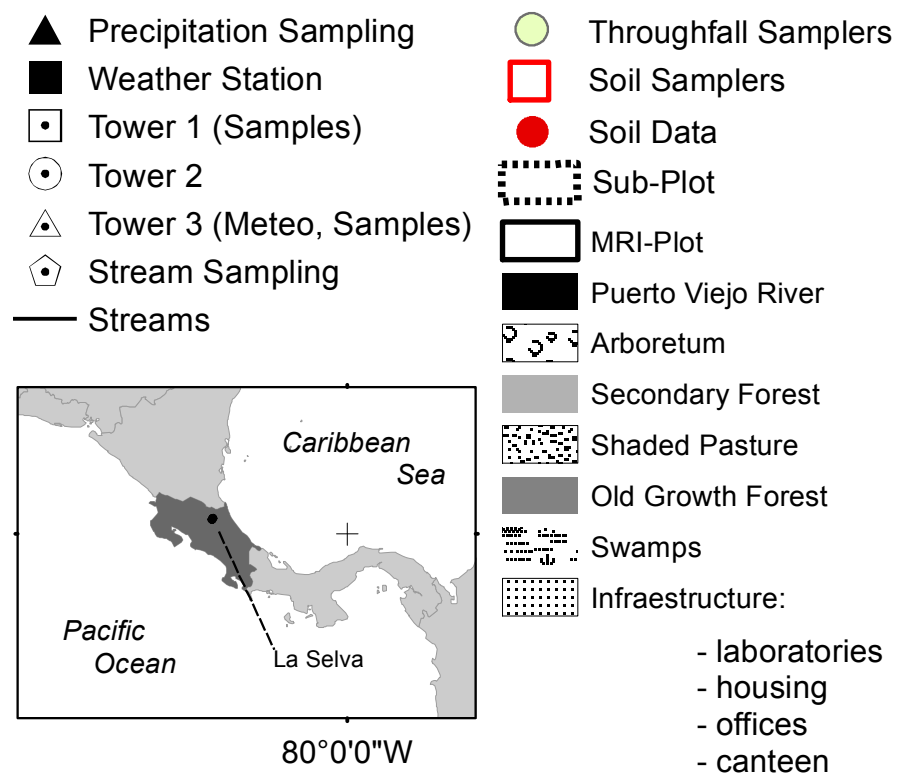 Precipitation Sampling
Weather Station
Tower 1 (Samples)
Tower 2
Tower 3 (Meteo, Samples)
Stream Sampling
Streams
Throughfall Samplers
Soil Samplers
Soil Data
Sub-Plot
MRI-Plot
Puerto Viejo River
Arboretum
Secondary Forest
Shaded Pasture
Old Growth Forest
Swamps
Infraestructure:
- laboratories
- housing
- offices
- canteen
Caribbean
Sea
Pacific
Ocean
La Selva
80°0'0"W